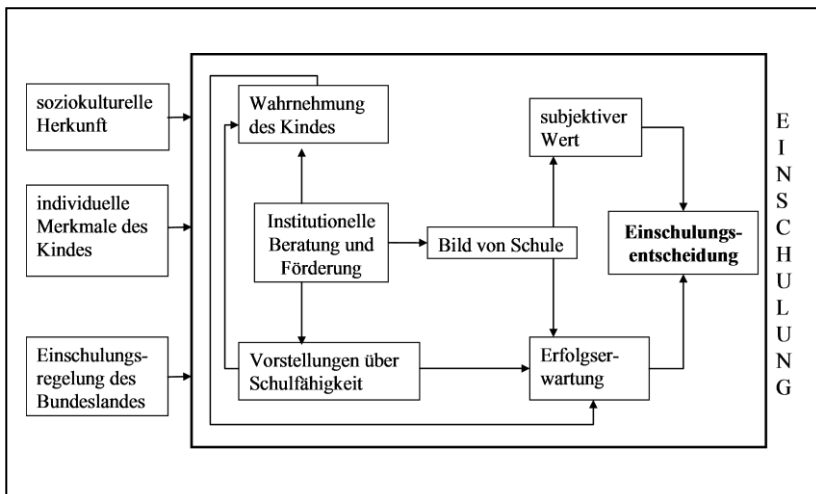 soziokulturelle
Herkunft
individuelle
Merkmale des
Kindes
Einschulungs-
regelung des
Bundeslandes
Wahrnehmung
des Kindes
Institutionelle
Beratung und
Förderung
Vorstellungen über
Schulfähigkeit
Bild von Schule
subjektiver
Wert
Erfolgser-
wartung
Einschulungs-
entscheidung
E
I
N
S
C
H
U
L
U
N
G